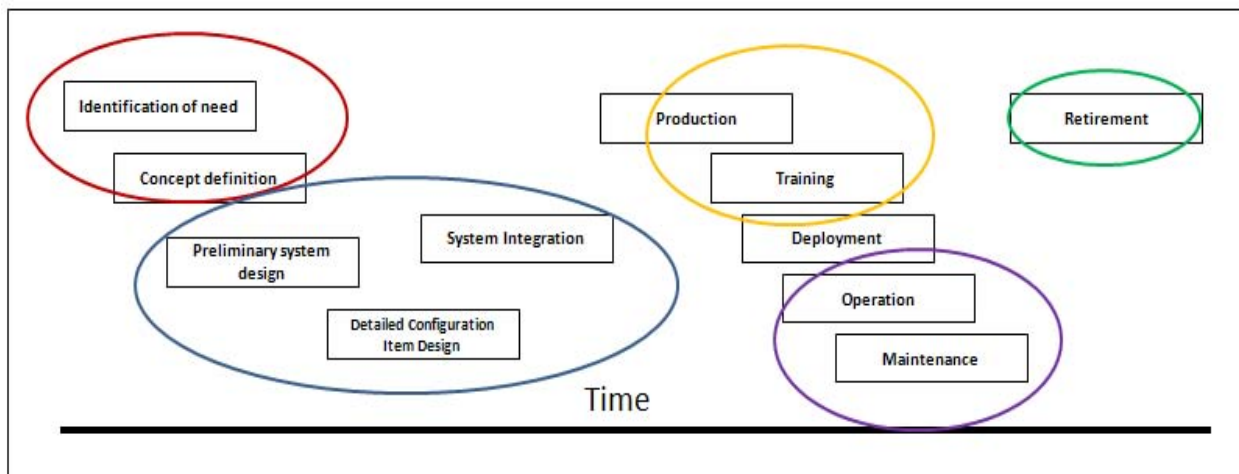 Identification of need
Production
Retirement
Concept definition
Training
Preliminary system
design
System Integration
Deployment
Operation
Detailed Configuration
Item Design
Maintenance
Time